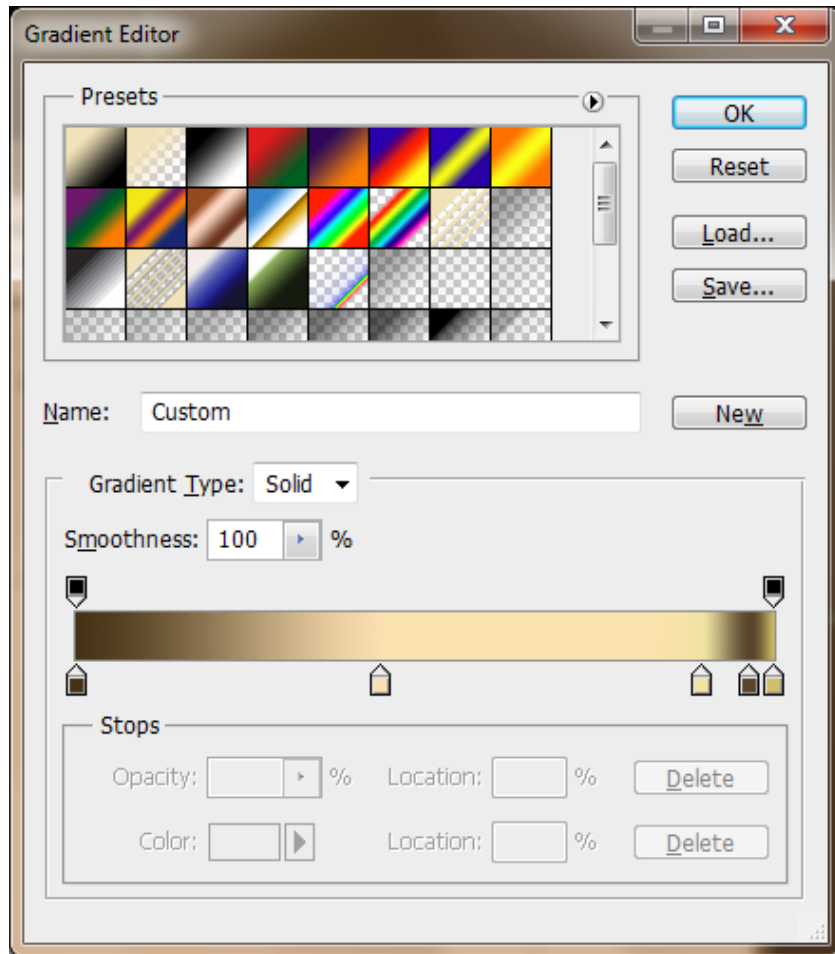 Gradient Editor
Presets
OK
Reset
Load...
Save...
Name: Custom
New
Gradient Type: Solid
Smoothness: 100 %
Stops
Opacity: % Location: % Delete
Color: Location: % Delete